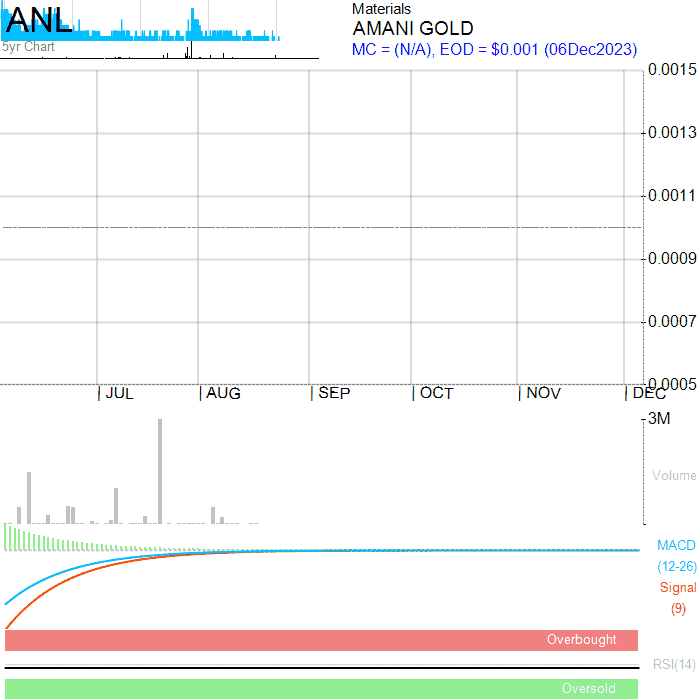 ANL
5yr Chart
Materials
AMANI GOLD
MC = (N/A), EOD = $0.001 (06Dec2023)
0.0015
0.0013
0.0011
0.0009
0.0007
0.0005
JUL
AUG
SEP
OCT
NOV
DEC
3M
Volume
MACD
(12-26)
Signal
(9)
Overbought
RSI(14)
Oversold